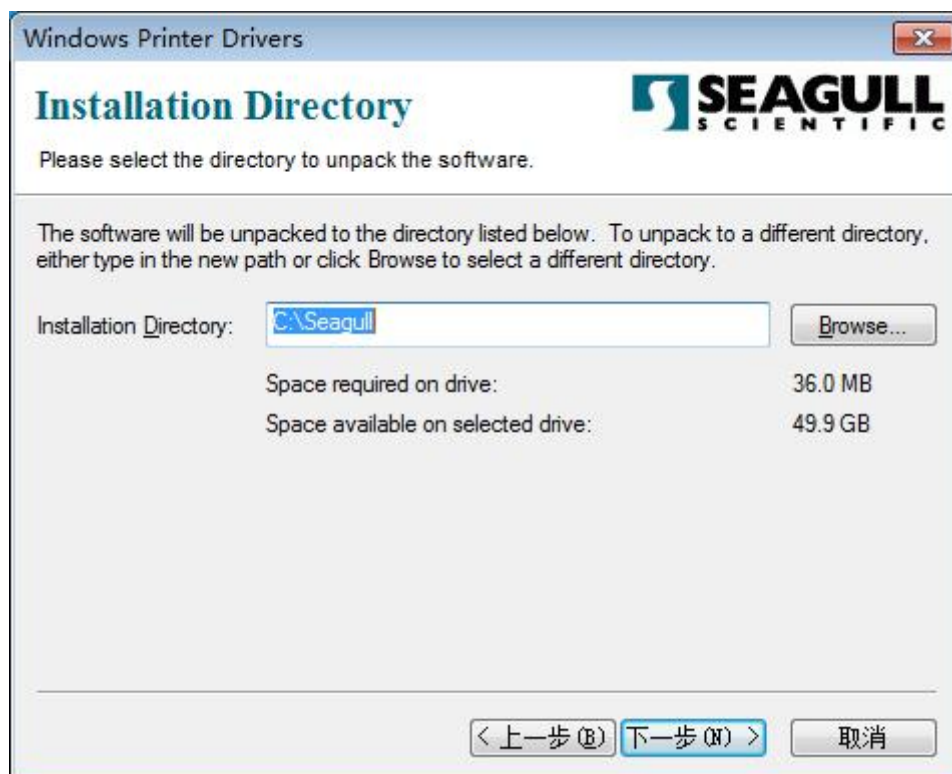 Windows Printer Drivers
Installation Directory
SEAGULL
SCIENTIFIC
Please select the directory to unpack the software.
The software will be unpacked to the directory listed below. To unpack to a different directory,
either type in the new path or click Browse to select a different directory.
Installation Directory: C:\Seagull Browse...
Space required on drive: 36.0 MB
Space available on selected drive: 49.9 GB
< 上一步(B) 下一步(N) > 取消